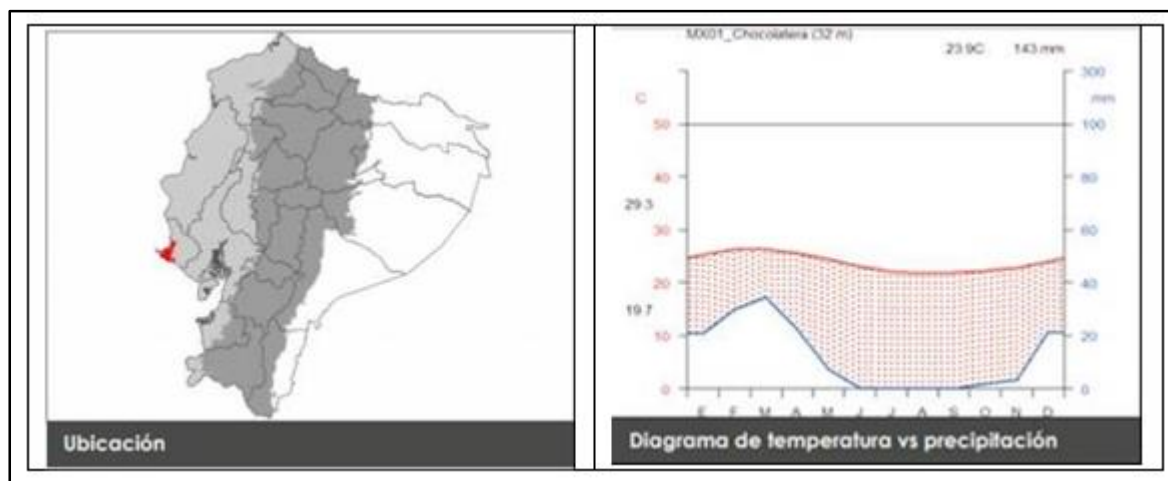 MX01_Chocolatera (32 m)
23.9C 143 mm
C
300
mm
50
100
40
80
29.3
30
60
20
40
19.7
10
20
0
0
E F M A M J J A S O N D
Ubicación
Diagrama de temperatura vs precipitación